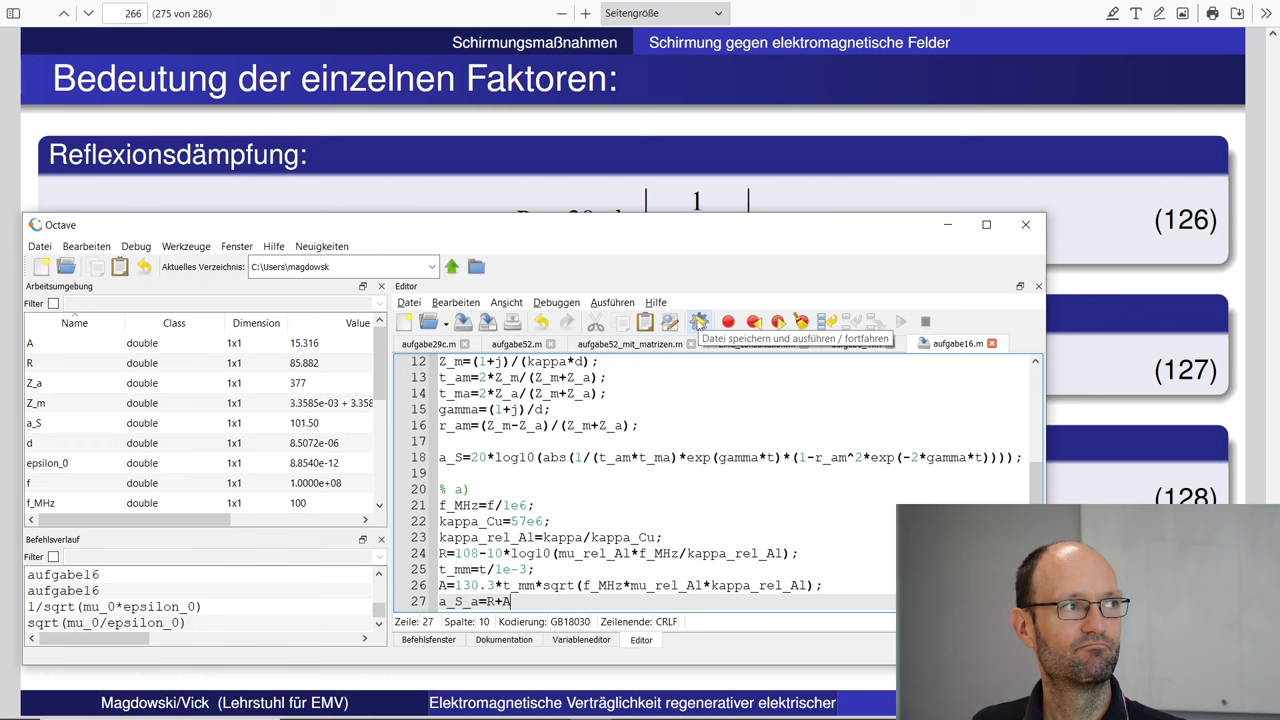 266 (275 von 286) Seitengröße
Schirmungsmaßnahmen Schirmung gegen elektromagnetische Felder
Bedeutung der einzelnen Faktoren:
Reflexionsdämpfung:
1
(126)
Octave
Datei Bearbeiten Debug Werkzeuge Fenster Hilfe Neuigkeiten
Aktuelles Verzeichnis: C:\Users\magdowsk
Arbeitsumgebung
Filter
Name Class Dimension Value
A double 1x1 15.316
R double 1x1 85.882
Z_a double 1x1 377
Z_m double 1x1 3.3585e-03 + 3.358
a_S double 1x1 101.50
d double 1x1 8.5072e-06
epsilon_0 double 1x1 8.8540e-12
f double 1x1 1.0000e+08
f_MHz double 1x1 100
Befehlsverlauf
Filter
aufgabe16
aufgabe16
1/sqrt(mu_0*epsilon_0)
sqrt(mu_0/epsilon_0)
Editor
Datei Bearbeiten Ansicht Debuggen Ausführen Hilfe
Datei speichern und ausführen / fortfahren
aufgabe29c.m aufgabe52.m aufgabe52_mit_matrizen.m aufgabe16.m
12 Z_m=(1+j)/(kappa*d);
13 t_am=2*Z_m/(Z_m+Z_a);
14 t_ma=2*Z_a/(Z_m+Z_a);
15 gamma=(1+j)/d;
16 r_am=(Z_m-Z_a)/(Z_m+Z_a);
17
18 a_S=20*log10(abs(1/(t_am*t_ma)*exp(gamma*t)*(1-r_am^2*exp(-2*gamma*t))));
19
20 % a)
21 f_MHz=f/1e6;
22 kappa_Cu=57e6;
23 kappa_rel_Al=kappa/kappa_Cu;
24 R=108-10*log10(mu_rel_Al*f_MHz/kappa_rel_Al);
25 t_mm=t/1e-3;
26 A=130.3*t_mm*sqrt(f_MHz*mu_rel_Al*kappa_rel_Al);
27 a_S_a=R+A
Zeile: 27 Spalte: 10 Kodierung: GB18030 Zeilenende: CRLF
Befehlsfenster Dokumentation Variableneditor Editor
(127)
(128)
Magdowski/Vick (Lehrstuhl für EMV) Elektromagnetische Verträglichkeit regenerativer elektrischer